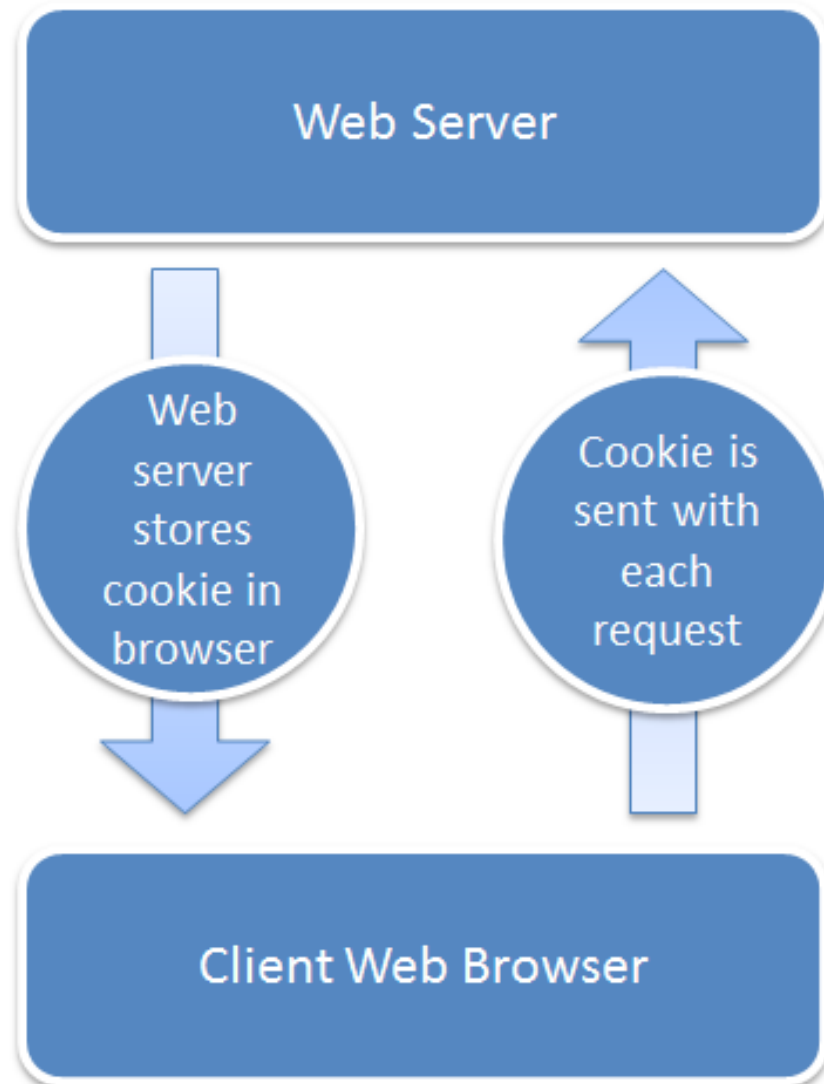 Web Server
Web
server
stores
cookie in
browser
Cookie is
sent with
each
request
Client Web Browser